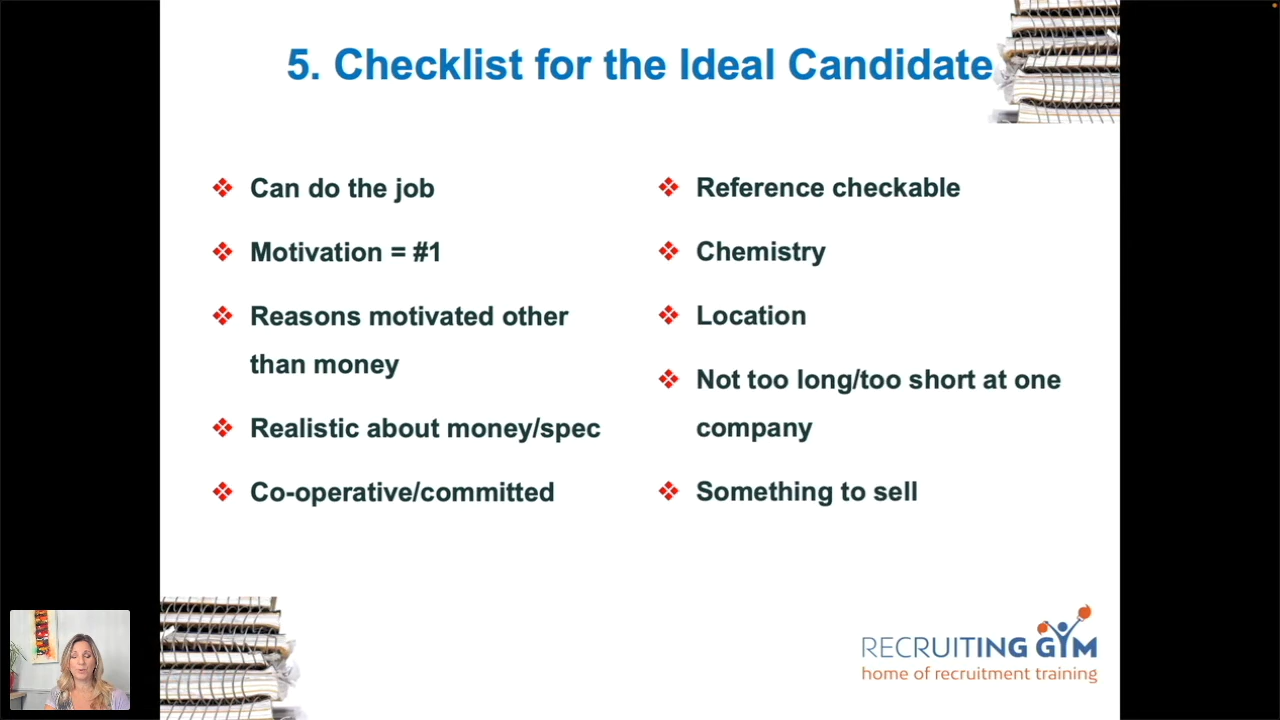 5. Checklist for the Ideal Candidate
Can do the job
Motivation = #1
Reasons motivated other
than money
Realistic about money/spec
Co-operative/committed
Reference checkable
Chemistry
Location
Not too long/too short at one
company
Something to sell
RECRUITING GYM
home of recruitment training